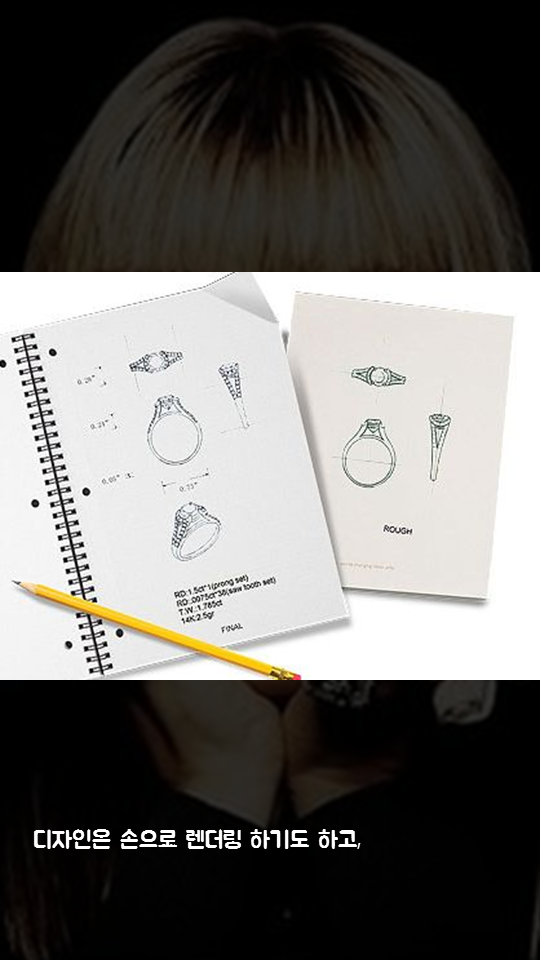 0.26"
0.21"
0.08"
0.75"
RD:1.5ct*1(prong set)
RD:.0075ct*38(saw tooth set)
T.W.:1.785ct
14K:2.5gr
FINAL
ROUGH
디자인은 손으로 렌더링 하기도 하고,